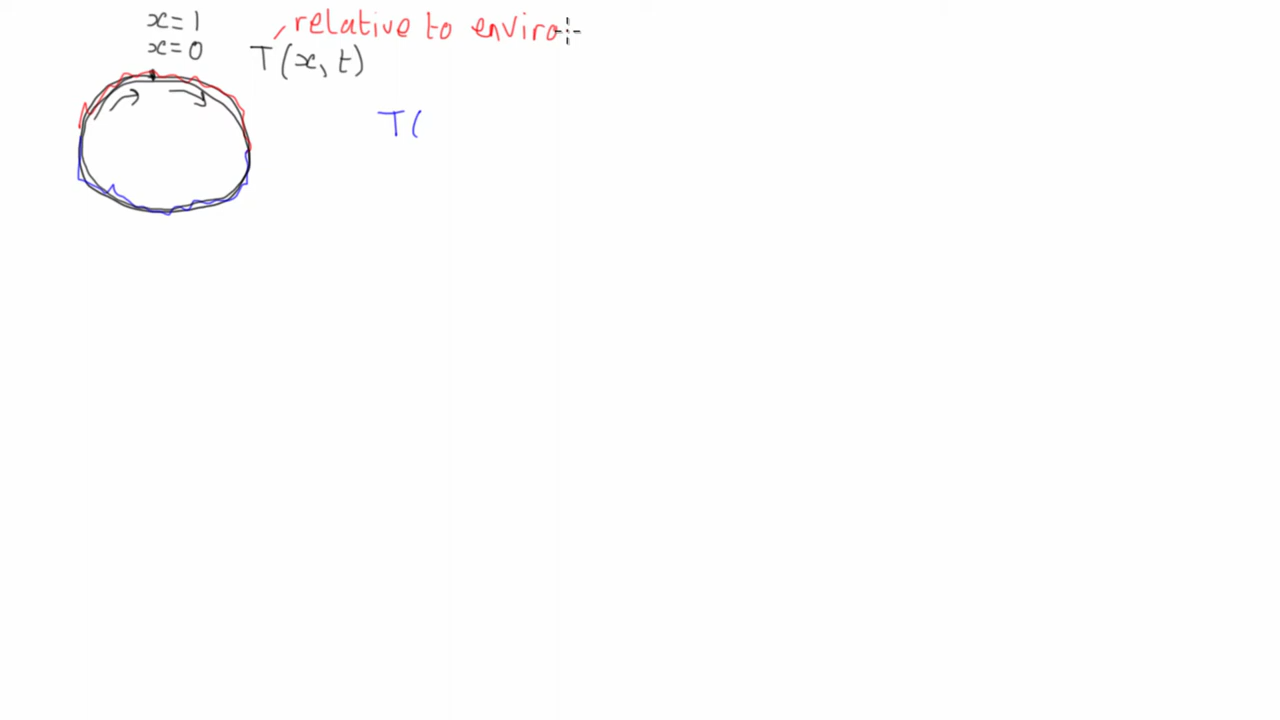 x=1
relative to enviro
x=0
T(x, t)
T(